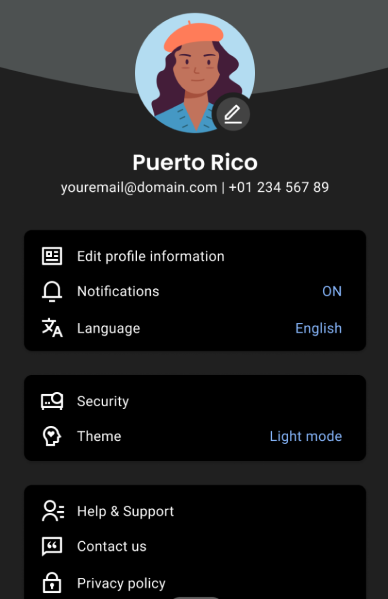 Puerto Rico
youremail@domain.com | +01 234 567 89
Edit profile information
Notifications ON
Language English
Security
Theme Light mode
Help & Support
Contact us
Privacy policy